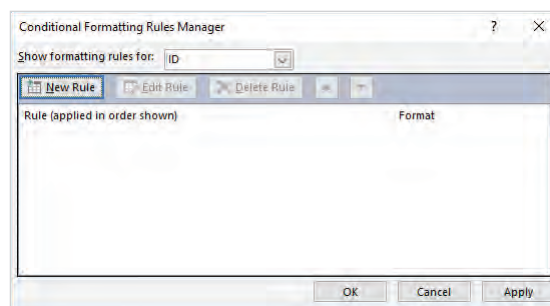 Conditional Formatting Rules Manager ? ×
Show formatting rules for: ID
New Rule Edit Rule Delete Rule
Rule (applied in order shown) Format
OK Cancel Apply